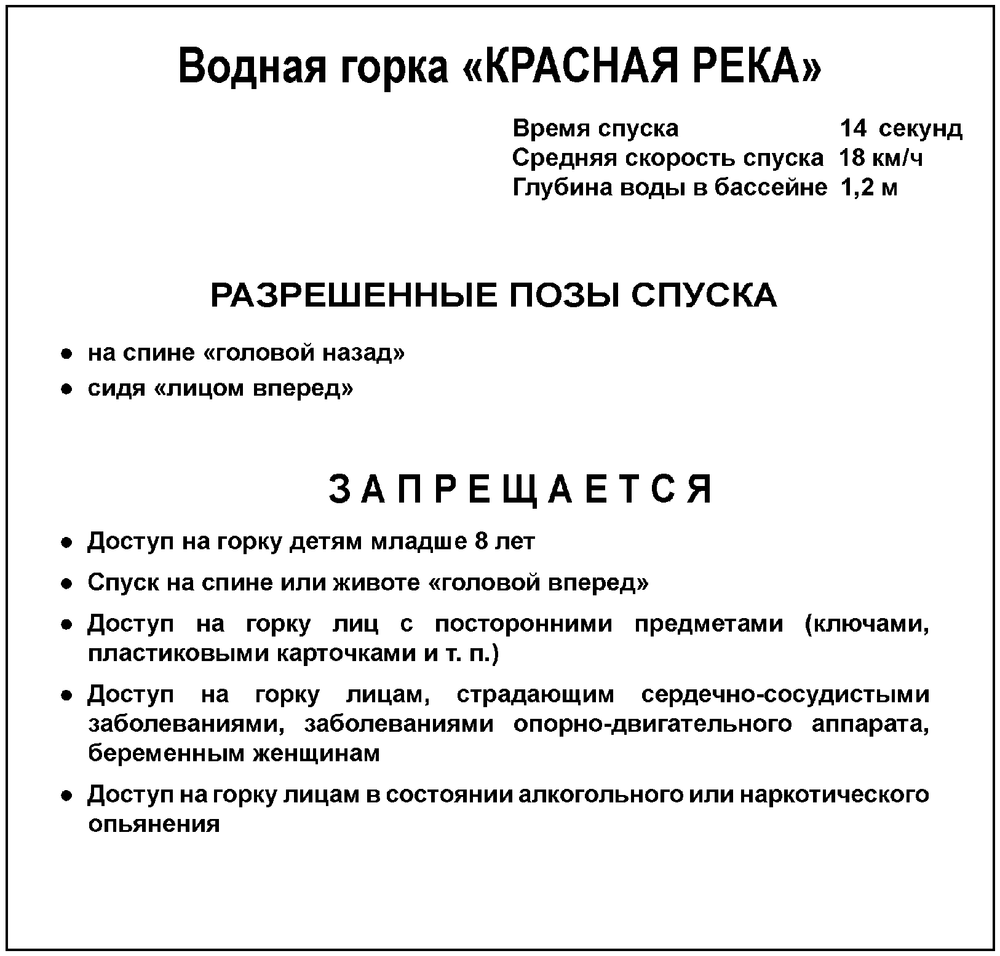 Водная горка «КРАСНАЯ РЕКА»
Время спуска 14 секунд
Средняя скорость спуска 18 км/ч
Глубина воды в бассейне 1,2 м
РАЗРЕШЕННЫЕ ПОЗЫ СПУСКА
● на спине «головой назад»
● сидя «лицом вперед»
ЗАПРЕЩАЕТСЯ
● Доступ на горку детям младше 8 лет
● Спуск на спине или животе «головой вперед»
● Доступ на горку лиц с посторонними предметами (ключами,
пластиковыми карточками и т. п.)
● Доступ на горку лицам, страдающим сердечно-сосудистыми
заболеваниями, заболеваниями опорно-двигательного аппарата,
беременным женщинам
● Доступ на горку лицам в состоянии алкогольного или наркотического
опьянения